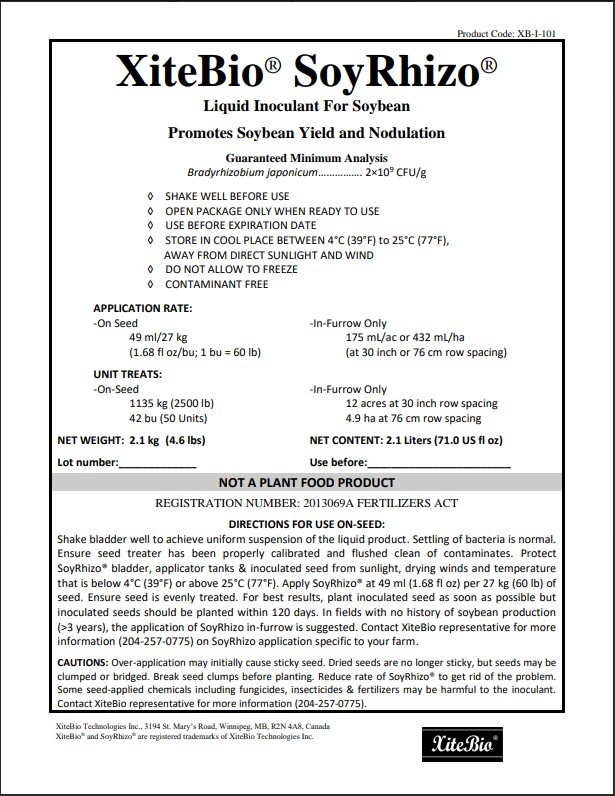 Product Code: XB-I-101
XiteBio® SoyRhizo®
Liquid Inoculant For Soybean
Promotes Soybean Yield and Nodulation
Guaranteed Minimum Analysis
Bradyrhizobium japonicum…………… 2×10⁹ CFU/g
◊ SHAKE WELL BEFORE USE
◊ OPEN PACKAGE ONLY WHEN READY TO USE
◊ USE BEFORE EXPIRATION DATE
◊ STORE IN COOL PLACE BETWEEN 4°C (39°F) to 25°C (77°F),
AWAY FROM DIRECT SUNLIGHT AND WIND
◊ DO NOT ALLOW TO FREEZE
◊ CONTAMINANT FREE
APPLICATION RATE:
-On Seed -In-Furrow Only
49 ml/27 kg 175 mL/ac or 432 mL/ha
(1.68 fl oz/bu; 1 bu = 60 lb) (at 30 inch or 76 cm row spacing)
UNIT TREATS:
-On-Seed -In-Furrow Only
1135 kg (2500 lb) 12 acres at 30 inch row spacing
42 bu (50 Units) 4.9 ha at 76 cm row spacing
NET WEIGHT: 2.1 kg (4.6 lbs) NET CONTENT: 2.1 Liters (71.0 US fl oz)
Lot number:_____________ Use before:________________________
NOT A PLANT FOOD PRODUCT
REGISTRATION NUMBER: 2013069A FERTILIZERS ACT
DIRECTIONS FOR USE ON-SEED:
Shake bladder well to achieve uniform suspension of the liquid product. Settling of bacteria is normal.
Ensure seed treater has been properly calibrated and flushed clean of contaminates. Protect
SoyRhizo® bladder, applicator tanks & inoculated seed from sunlight, drying winds and temperature
that is below 4°C (39°F) or above 25°C (77°F). Apply SoyRhizo® at 49 ml (1.68 fl oz) per 27 kg (60 lb) of
seed. Ensure seed is evenly treated. For best results, plant inoculated seed as soon as possible but
inoculated seeds should be planted within 120 days. In fields with no history of soybean production
(>3 years), the application of SoyRhizo in-furrow is suggested. Contact XiteBio representative for more
information (204-257-0775) on SoyRhizo application specific to your farm.
CAUTIONS: Over-application may initially cause sticky seed. Dried seeds are no longer sticky, but seeds may be
clumped or bridged. Break seed clumps before planting. Reduce rate of SoyRhizo® to get rid of the problem.
Some seed-applied chemicals including fungicides, insecticides & fertilizers may be harmful to the inoculant.
Contact XiteBio representative for more information (204-257-0775).
XiteBio Technologies Inc., 3194 St. Mary's Road, Winnipeg, MB, R2N 4A8, Canada
XiteBio® and SoyRhizo® are registered trademarks of XiteBio Technologies Inc.
XiteBio®